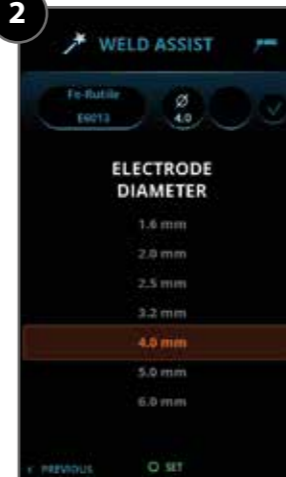 2
WELD ASSIST
Fe-Rutile
E6013
Ø
4.0
ELECTRODE
DIAMETER
1.6 mm
2.0 mm
2.5 mm
3.2 mm
4.0 mm
5.0 mm
6.0 mm
PREVIOUS
SET